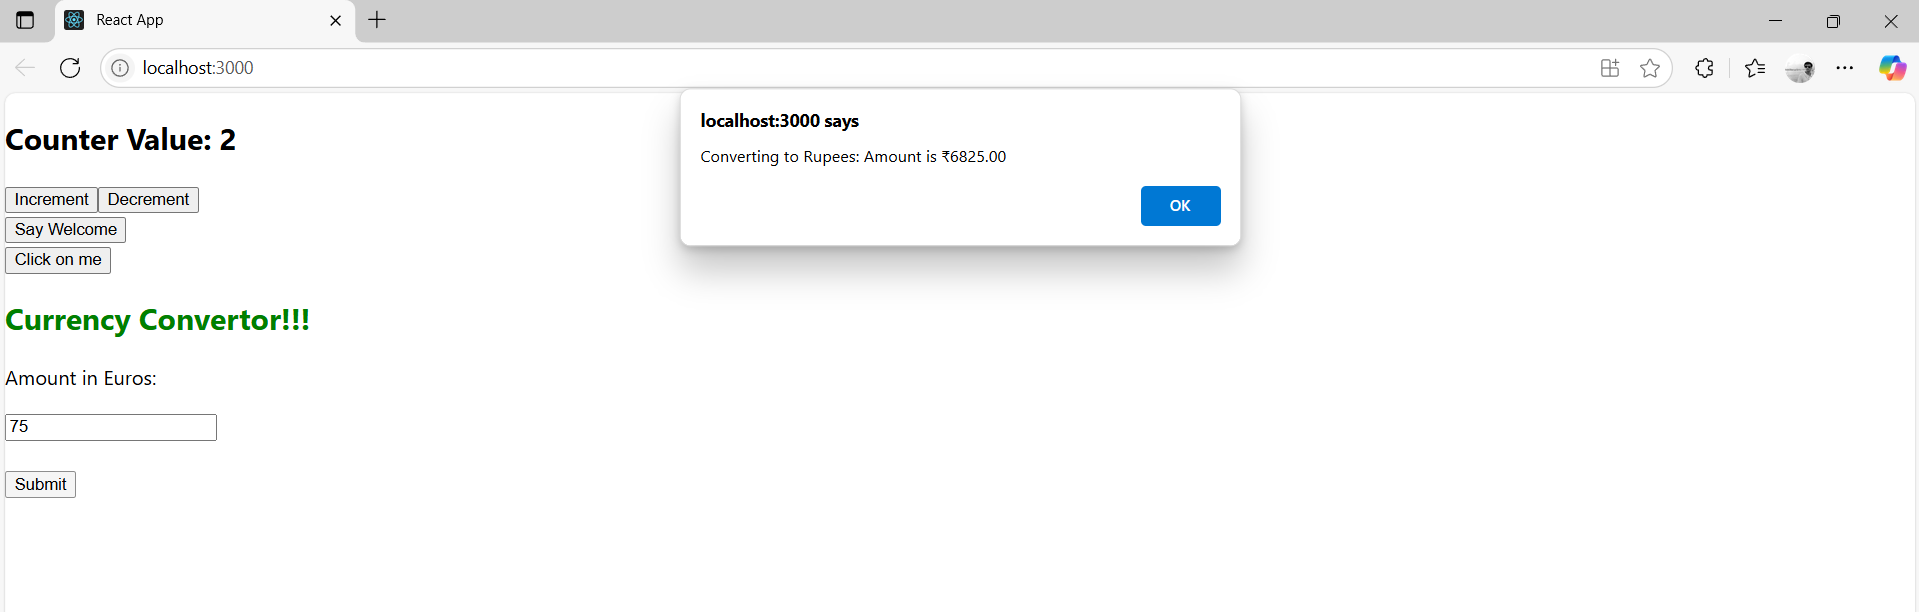 React App
localhost:3000
localhost:3000 says
Converting to Rupees: Amount is ₹6825.00
OK
Counter Value: 2
Increment Decrement
Say Welcome
Click on me
Currency Convertor!!!
Amount in Euros:
75
Submit